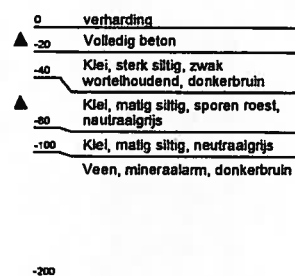 0 verharding
-20 Volledig beton
-40 Klei, sterk siltig, zwak
wortelhoudend, donkerbruin
Klei, matig siltig, sporen roest,
neutraalgrijs
-80
-100 Klei, matig siltig, neutraalgrijs
Veen, mineraalarm, donkerbruin
-200